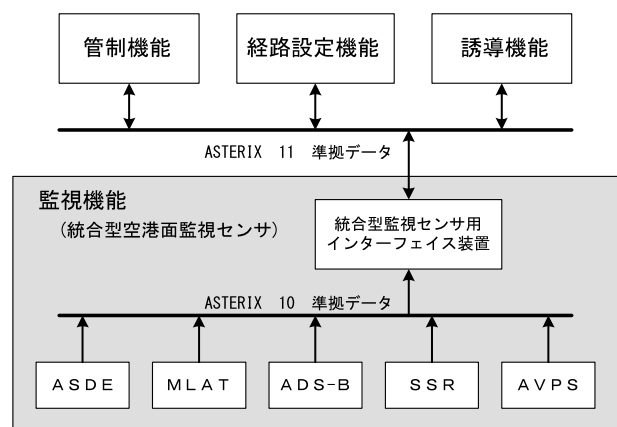 管制機能
経路設定機能
誘導機能
ASTERIX 11 準拠データ
監視機能
(統合型空港面監視センサ)
統合型監視センサ用
インターフェイス装置
ASTERIX 10 準拠データ
ASDE
MLAT
ADS-B
SSR
AVPS